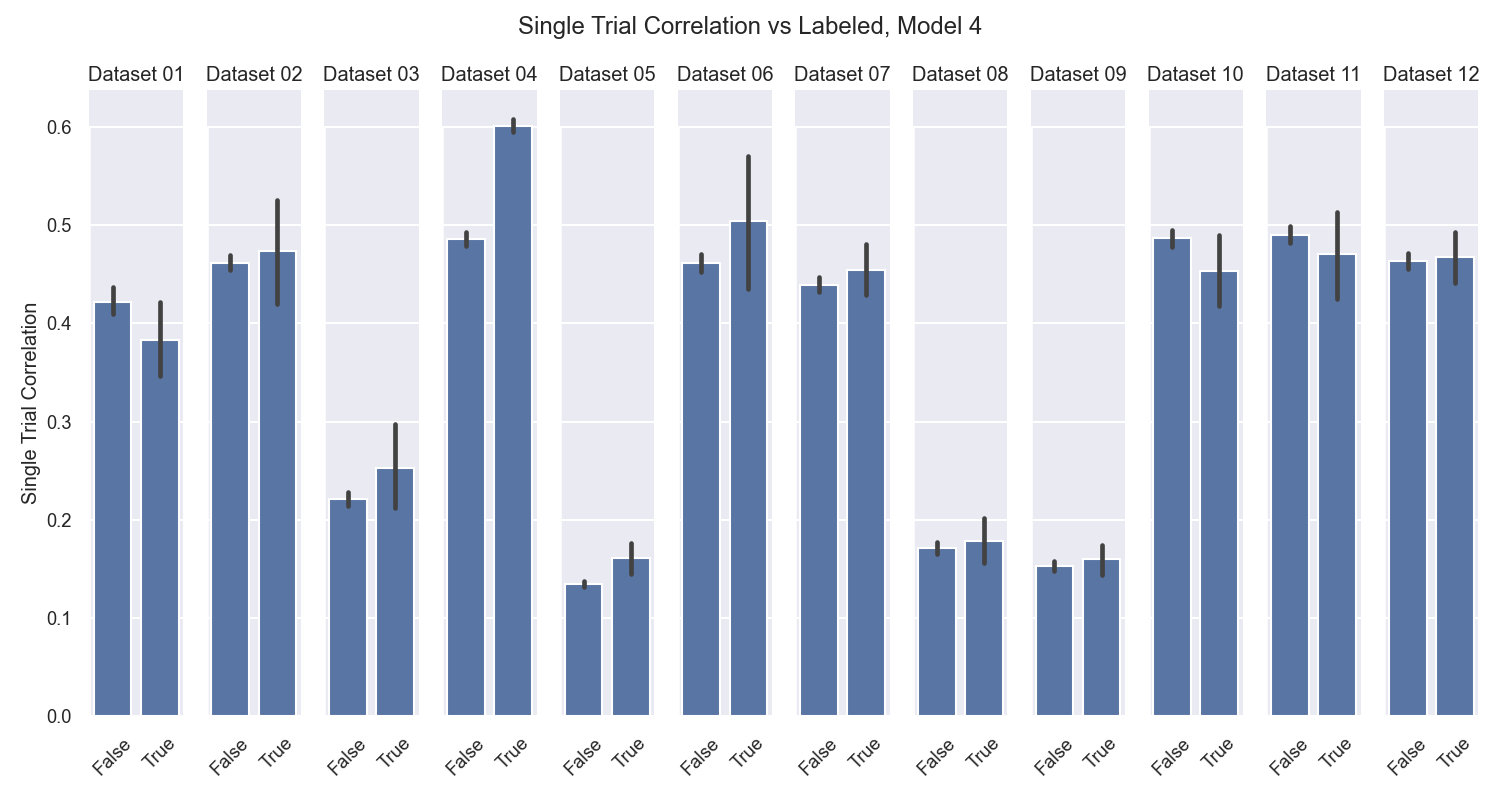 Single Trial Correlation vs Labeled, Model 4
Dataset 01 Dataset 02 Dataset 03 Dataset 04 Dataset 05 Dataset 06 Dataset 07 Dataset 08 Dataset 09 Dataset 10 Dataset 11 Dataset 12
Single Trial Correlation
0.6
0.5
0.4
0.3
0.2
0.1
0.0
False True False True False True False True False True False True False True False True False True False True False True False True